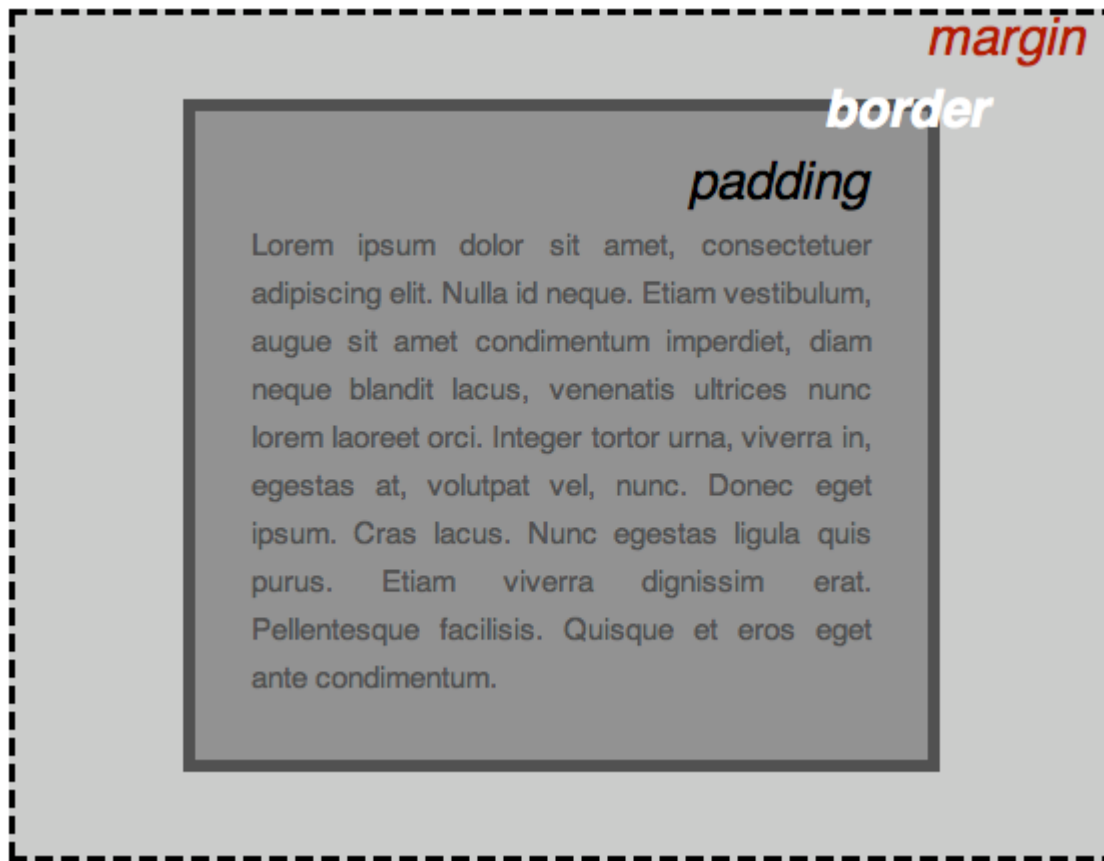 margin
border
padding
Lorem ipsum dolor sit amet, consectetuer
adipiscing elit. Nulla id neque. Etiam vestibulum,
augue sit amet condimentum imperdiet, diam
neque blandit lacus, venenatis ultrices nunc
lorem laoreet orci. Integer tortor urna, viverra in,
egestas at, volutpat vel, nunc. Donec eget
ipsum. Cras lacus. Nunc egestas ligula quis
purus. Etiam viverra dignissim erat.
Pellentesque facilisis. Quisque et eros eget
ante condimentum.